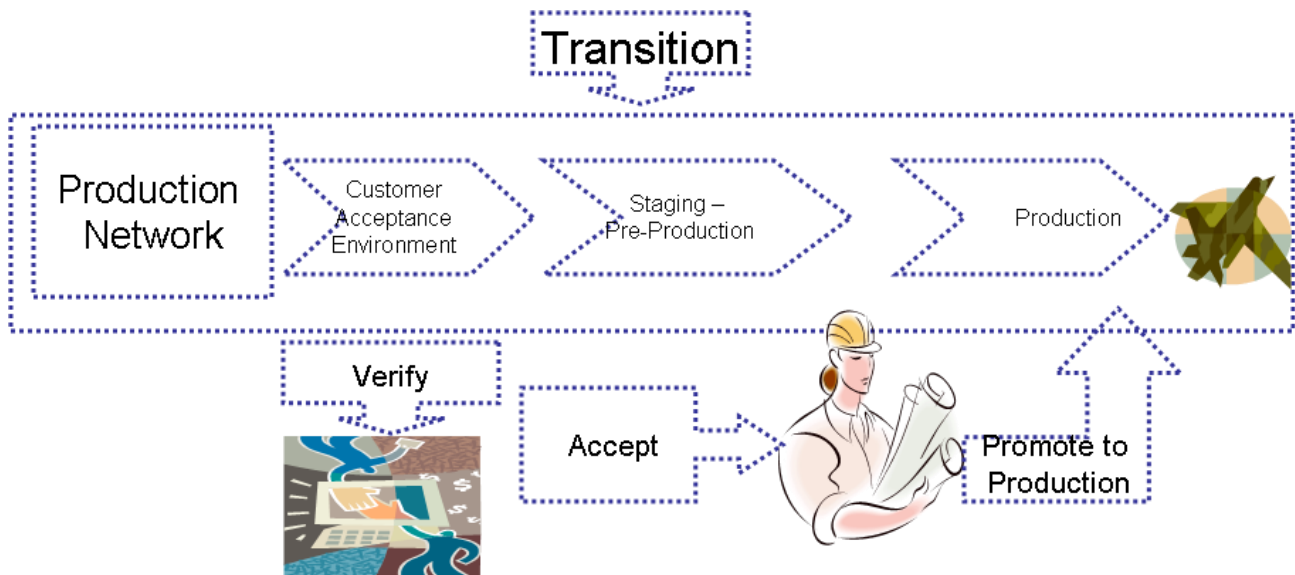 Transition
Production
Network
Customer
Acceptance
Environment
Staging –
Pre-Production
Production
Verify
Accept
Promote to
Production